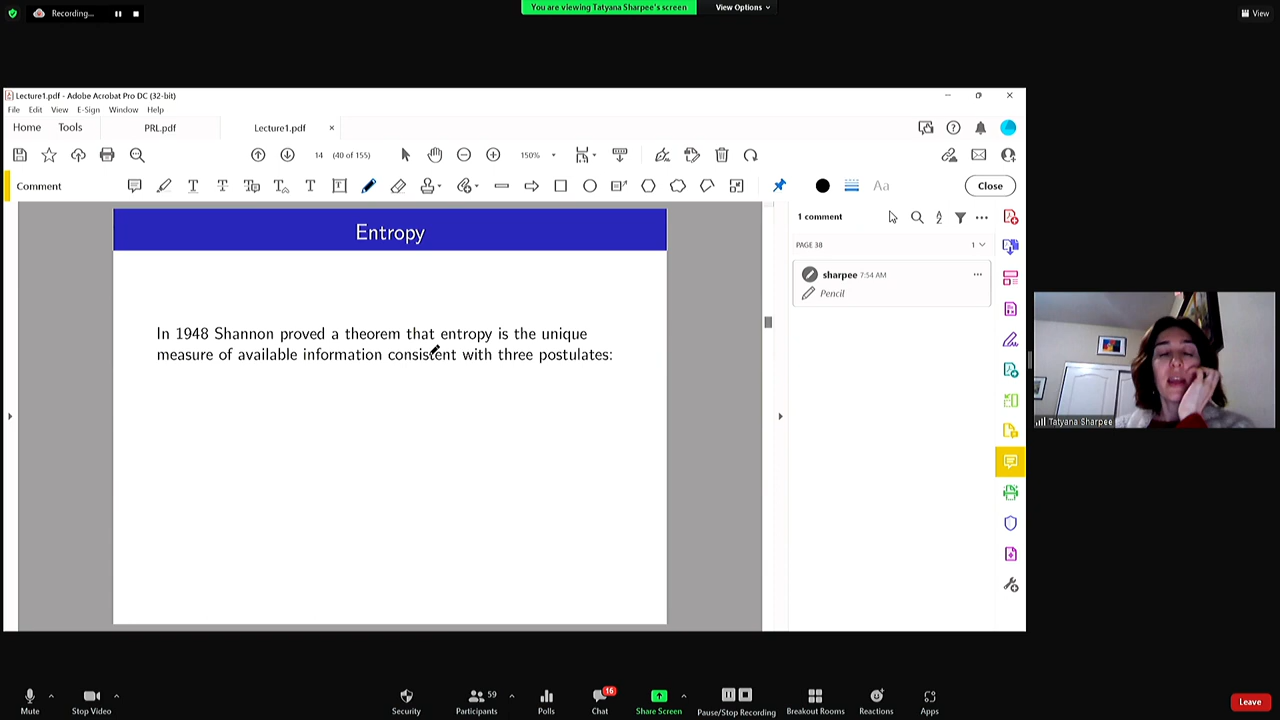 Recording...
You are viewing Tatyana Sharpee's screen
View Options
View
Lecture1.pdf - Adobe Acrobat Pro DC (32-bit)
File Edit View E-Sign Window Help
Home Tools PRL.pdf Lecture1.pdf ×
14 (40 of 155) 150%
Comment Aa Close
Entropy
In 1948 Shannon proved a theorem that entropy is the unique
measure of available information consistent with three postulates:
1 comment
PAGE 38 1
sharpee 7:54 AM
Pencil
Tatyana Sharpee
59
16
Mute Stop Video Security Participants Polls Chat Share Screen Pause/Stop Recording Breakout Rooms Reactions Apps Leave